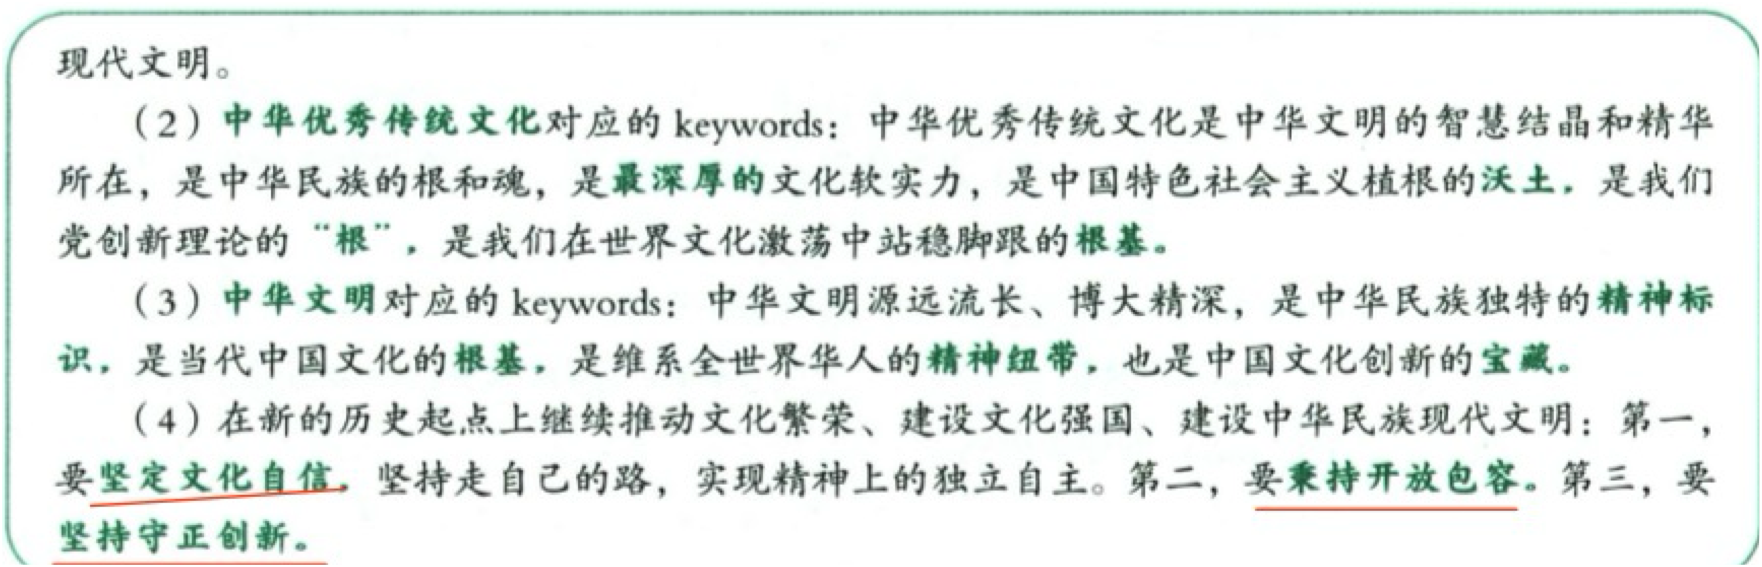 现代文明。
（2）中华优秀传统文化对应的 keywords：中华优秀传统文化是中华文明的智慧结晶和精华
所在，是中华民族的根和魂，是最深厚的文化软实力，是中国特色社会主义植根的沃土，是我们
党创新理论的“根”，是我们在世界文化激荡中站稳脚跟的根基。
（3）中华文明对应的 keywords：中华文明源远流长、博大精深，是中华民族独特的精神标
识，是当代中国文化的根基，是维系全世界华人的精神纽带，也是中国文化创新的宝藏。
（4）在新的历史起点上继续推动文化繁荣、建设文化强国、建设中华民族现代文明：第一，
要坚定文化自信，坚持走自己的路，实现精神上的独立自主。第二，要秉持开放包容。第三，要
坚持守正创新。